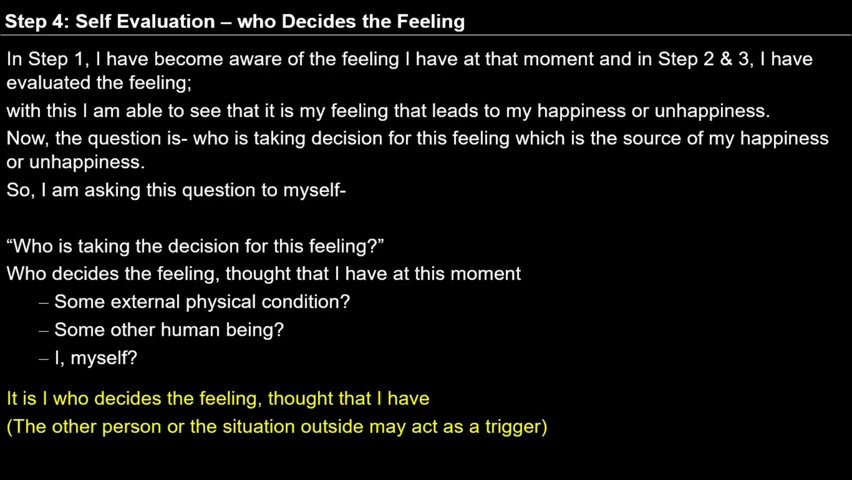 Step 4: Self Evaluation – who Decides the Feeling
In Step 1, I have become aware of the feeling I have at that moment and in Step 2 & 3, I have
evaluated the feeling;
with this I am able to see that it is my feeling that leads to my happiness or unhappiness.
Now, the question is- who is taking decision for this feeling which is the source of my happiness
or unhappiness.
So, I am asking this question to myself-
“Who is taking the decision for this feeling?”
Who decides the feeling, thought that I have at this moment
– Some external physical condition?
– Some other human being?
– I, myself?
It is I who decides the feeling, thought that I have
(The other person or the situation outside may act as a trigger)